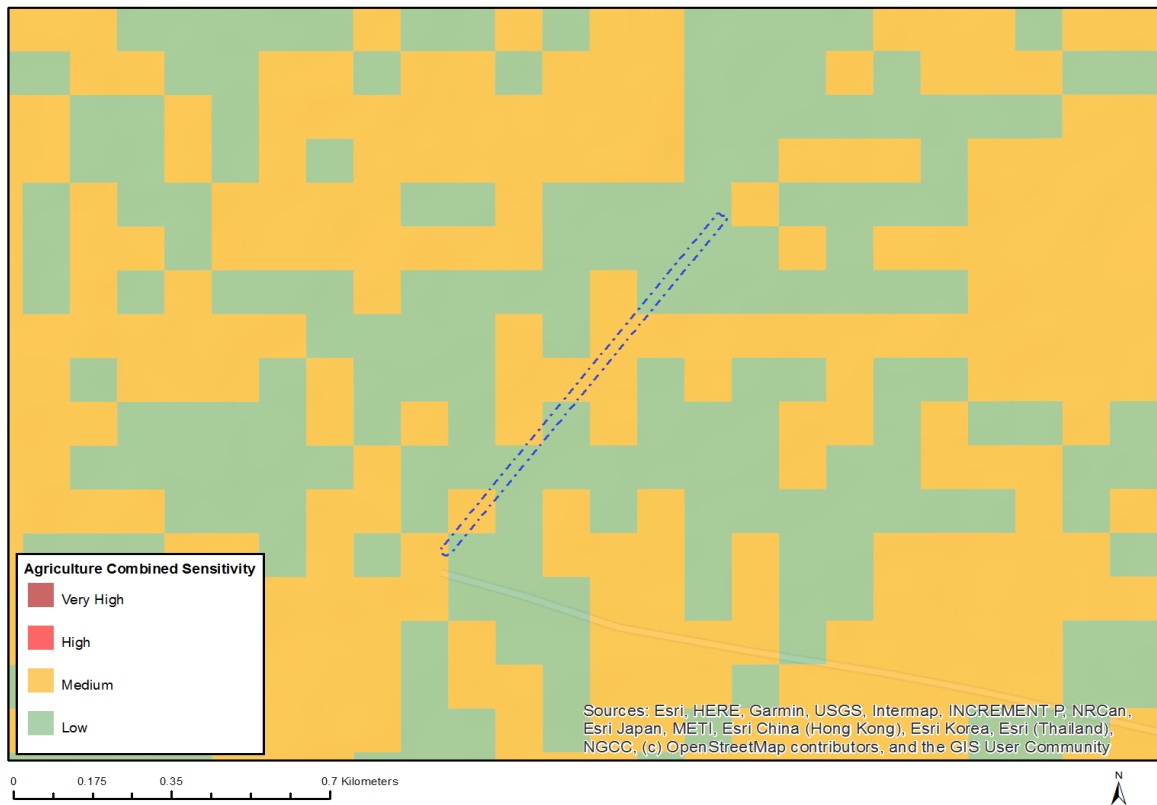 Agriculture Combined Sensitivity
Very High
High
Medium
Low
Sources: Esri, HERE, Garmin, USGS, Intermap, INCREMENT P, NRCan,
Esri Japan, METI, Esri China (Hong Kong), Esri Korea, Esri (Thailand),
NGCC, (c) OpenStreetMap contributors, and the GIS User Community
0 0.175 0.35 0.7 Kilometers
N